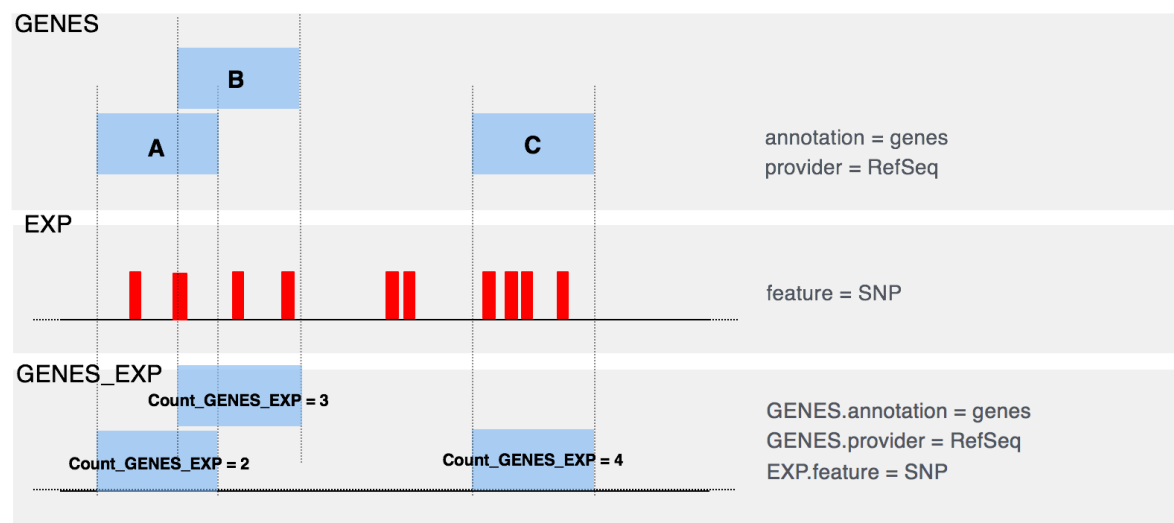 GENES
B
A
C
annotation = genes
provider = RefSeq
EXP
feature = SNP
GENES_EXP
Count_GENES_EXP = 3
Count_GENES_EXP = 2
Count_GENES_EXP = 4
GENES.annotation = genes
GENES.provider = RefSeq
EXP.feature = SNP